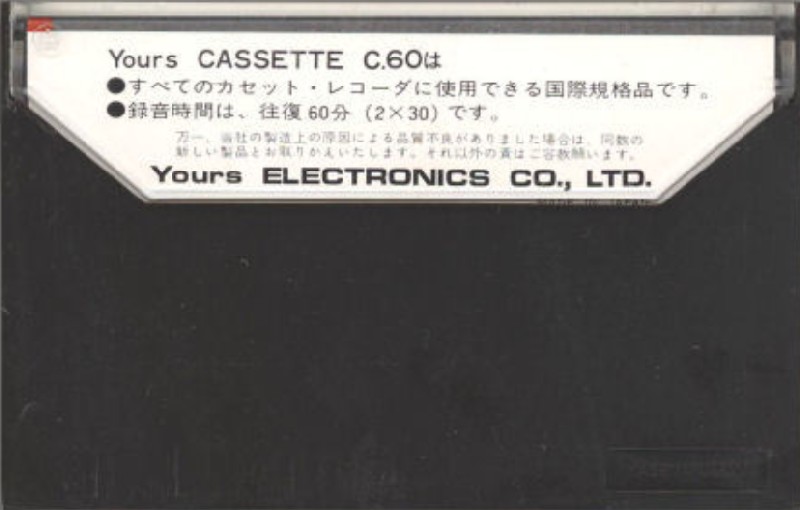 Yours CASSETTE C.60は
●すべてのカセット・レコーダに使用できる国際規格品です。
●録音時間は、往復60分（2×30）です。
万一、当社の製造上の原因による品質不良がありました場合は、同数の
新しい製品とお取りかえいたします。それ以外の責はご容赦願います。
Yours ELECTRONICS CO., LTD.
MADE IN JAPAN